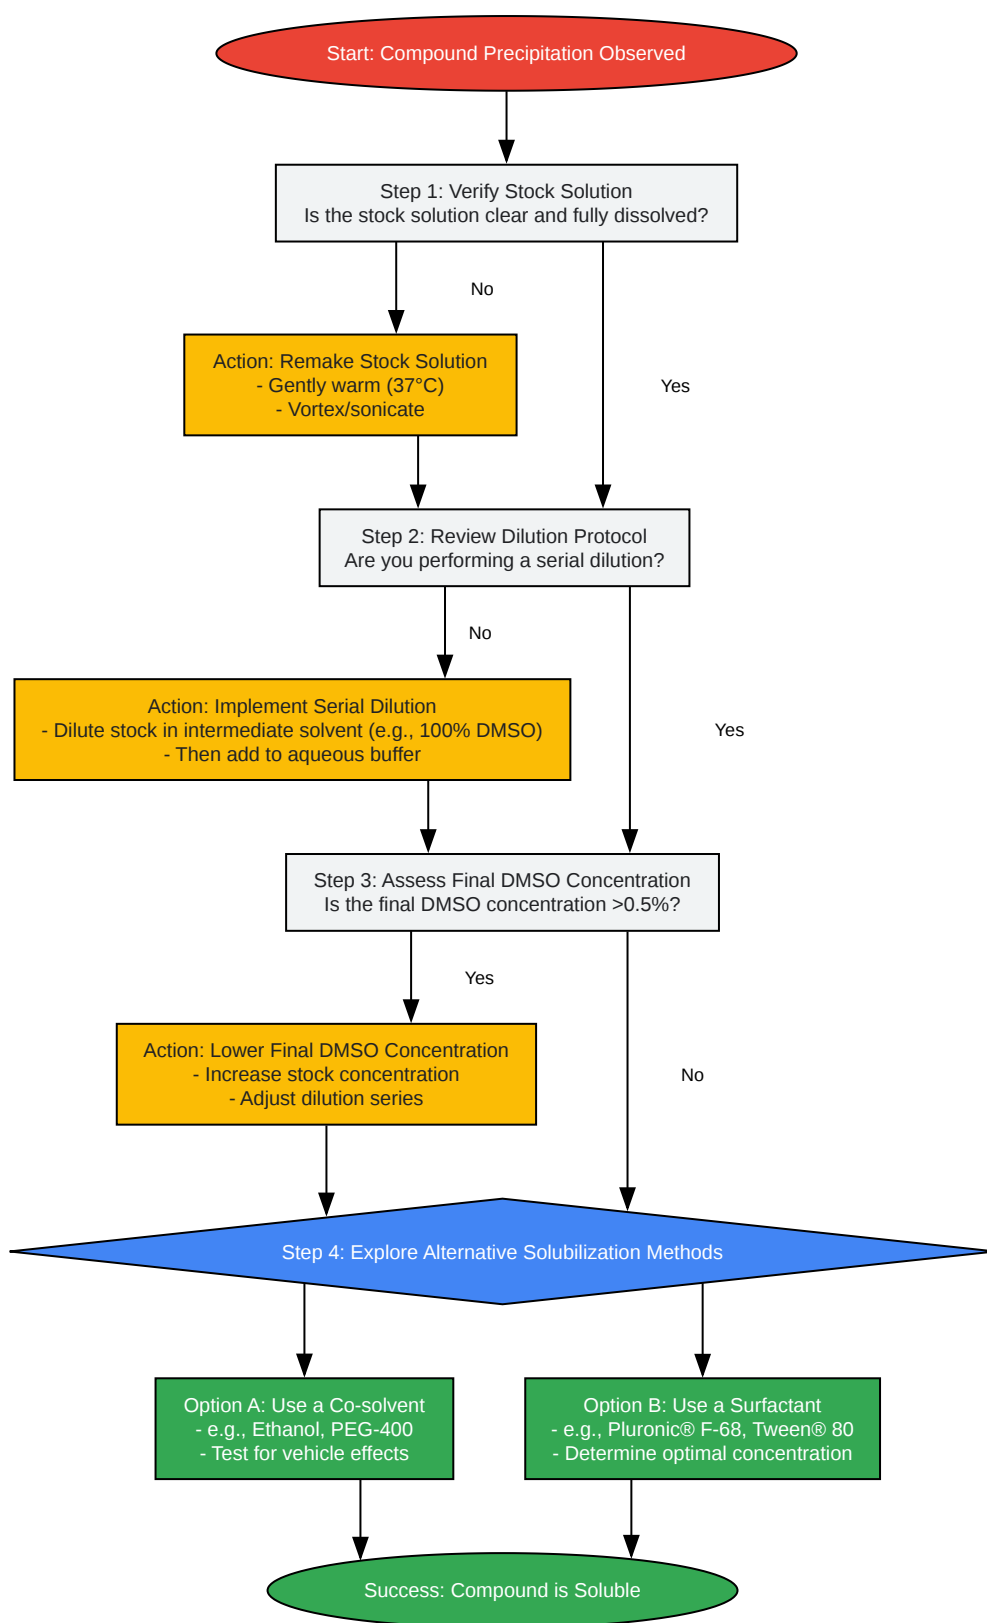 Start: Compound Precipitation Observed
Step 1: Verify Stock Solution
Is the stock solution clear and fully dissolved?
No
Action: Remake Stock Solution
- Gently warm (37°C)
- Vortex/sonicate
Yes
Step 2: Review Dilution Protocol
Are you performing a serial dilution?
No
Action: Implement Serial Dilution
- Dilute stock in intermediate solvent (e.g., 100% DMSO)
- Then add to aqueous buffer
Yes
Step 3: Assess Final DMSO Concentration
Is the final DMSO concentration >0.5%?
Yes
Action: Lower Final DMSO Concentration
- Increase stock concentration
- Adjust dilution series
No
Step 4: Explore Alternative Solubilization Methods
Option A: Use a Co-solvent
- e.g., Ethanol, PEG-400
- Test for vehicle effects
Option B: Use a Surfactant
- e.g., Pluronic® F-68, Tween® 80
- Determine optimal concentration
Success: Compound is Soluble